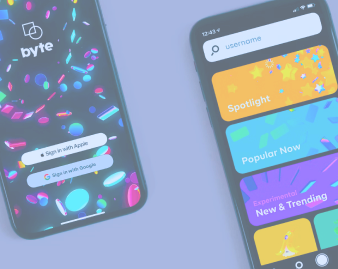 byte
Sign in with Apple
Sign in with Google
12:43
username
Spotlight
Popular Now
Experimental
New & Trending